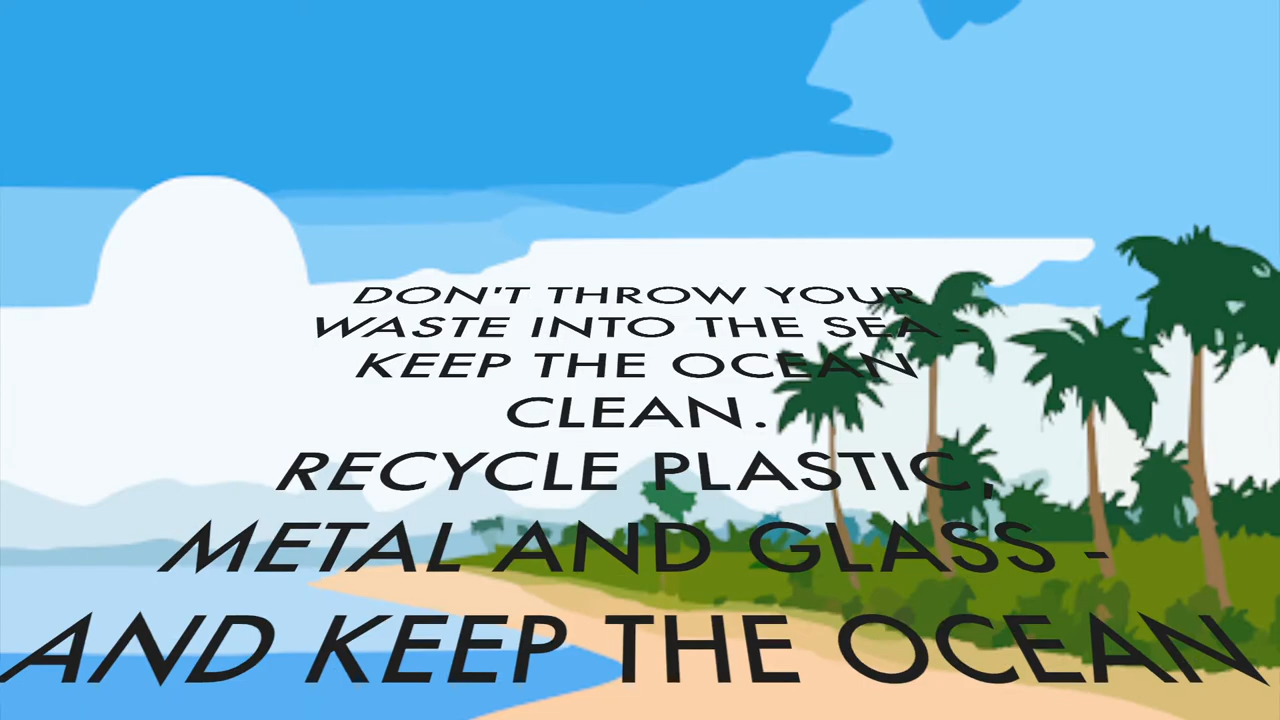 DON'T THROW YOUR
WASTE INTO THE SEA -
KEEP THE OCEAN
CLEAN.
RECYCLE PLASTIC,
METAL AND GLASS -
AND KEEP THE OCEAN